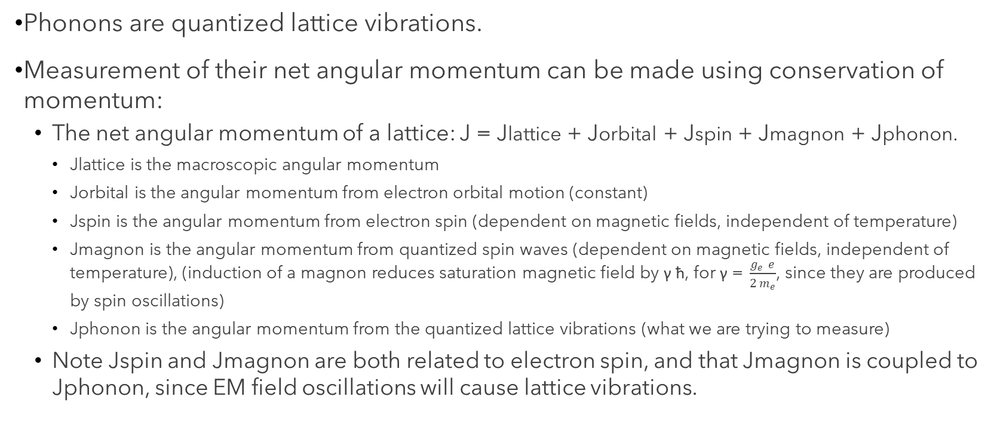 •Phonons are quantized lattice vibrations.
•Measurement of their net angular momentum can be made using conservation of
momentum:
• The net angular momentum of a lattice: J = Jlattice + Jorbital + Jspin + Jmagnon + Jphonon.
• Jlattice is the macroscopic angular momentum
• Jorbital is the angular momentum from electron orbital motion (constant)
• Jspin is the angular momentum from electron spin (dependent on magnetic fields, independent of temperature)
• Jmagnon is the angular momentum from quantized spin waves (dependent on magnetic fields, independent of
temperature), (induction of a magnon reduces saturation magnetic field by γ ħ, for γ = $\frac{g_e \, e}{2 \, m_e}$, since they are produced
by spin oscillations)
• Jphonon is the angular momentum from the quantized lattice vibrations (what we are trying to measure)
• Note Jspin and Jmagnon are both related to electron spin, and that Jmagnon is coupled to
Jphonon, since EM field oscillations will cause lattice vibrations.